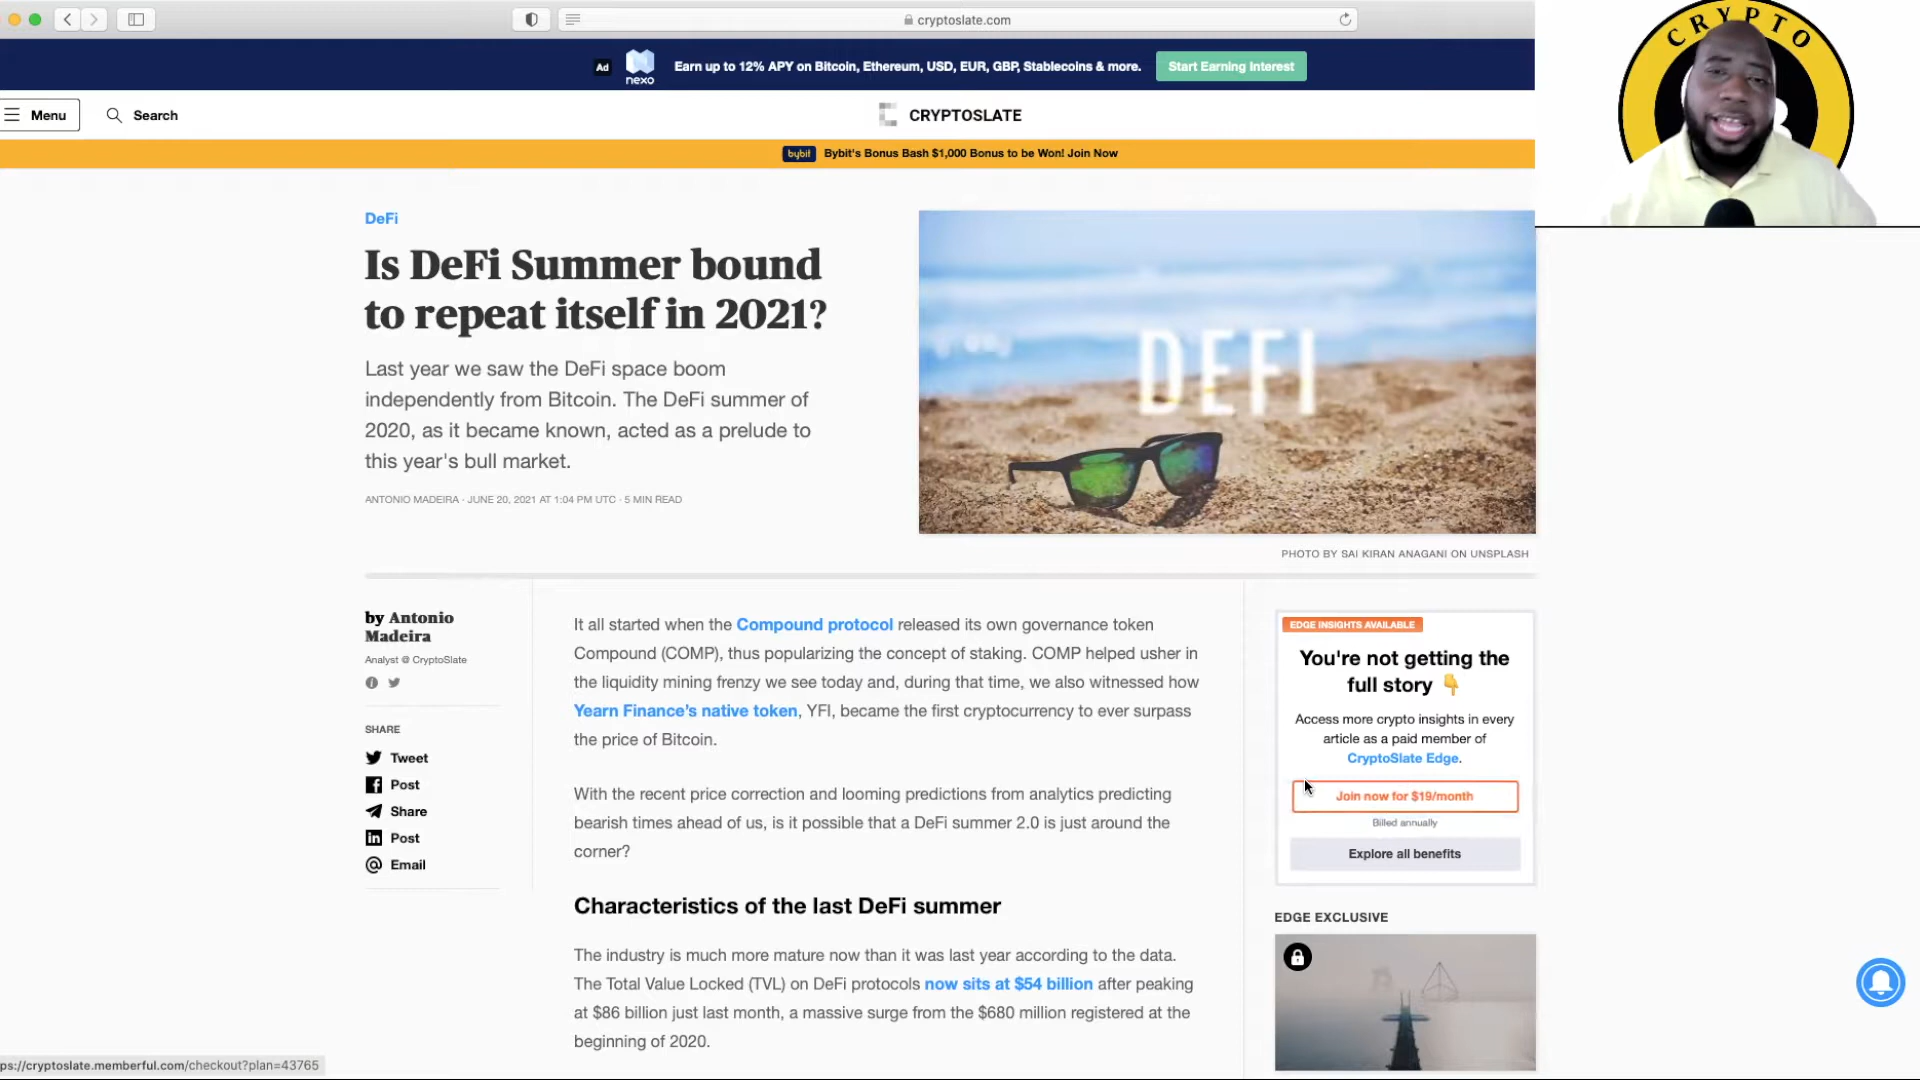 cryptoslate.com
Ad
nexo
Earn up to 12% APY on Bitcoin, Ethereum, USD, EUR, GBP, Stablecoins & more.
Start Earning Interest
CRYPTO
Menu
Search
CRYPTOSLATE
bybit
Bybit's Bonus Bash $1,000 Bonus to be Won! Join Now
DeFi
Is DeFi Summer bound
to repeat itself in 2021?
Last year we saw the DeFi space boom
independently from Bitcoin. The DeFi summer of
2020, as it became known, acted as a prelude to
this year's bull market.
ANTONIO MADEIRA · JUNE 20, 2021 AT 1:04 PM UTC · 5 MIN READ
DEFI
PHOTO BY SAI KIRAN ANAGANI ON UNSPLASH
by Antonio
Madeira
Analyst @ CryptoSlate
SHARE
Tweet
Post
Share
Post
Email
It all started when the Compound protocol released its own governance token
Compound (COMP), thus popularizing the concept of staking. COMP helped usher in
the liquidity mining frenzy we see today and, during that time, we also witnessed how
Yearn Finance's native token, YFI, became the first cryptocurrency to ever surpass
the price of Bitcoin.
With the recent price correction and looming predictions from analytics predicting
bearish times ahead of us, is it possible that a DeFi summer 2.0 is just around the
corner?
Characteristics of the last DeFi summer
The industry is much more mature now than it was last year according to the data.
The Total Value Locked (TVL) on DeFi protocols now sits at $54 billion after peaking
at $86 billion just last month, a massive surge from the $680 million registered at the
beginning of 2020.
EDGE INSIGHTS AVAILABLE
You're not getting the
full story 👇
Access more crypto insights in every
article as a paid member of
CryptoSlate Edge.
Join now for $19/month
Billed annually
Explore all benefits
EDGE EXCLUSIVE
ps://cryptoslate.memberful.com/checkout?plan=43765